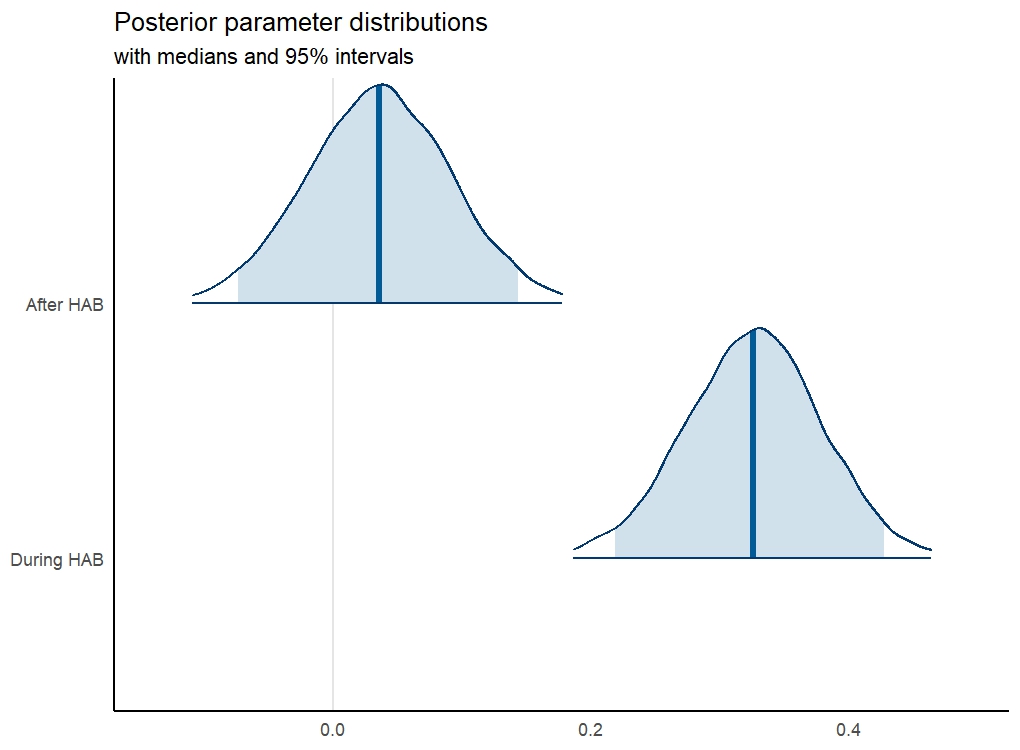 Posterior parameter distributions
with medians and 95% intervals
After HAB
During HAB
0.0 0.2 0.4